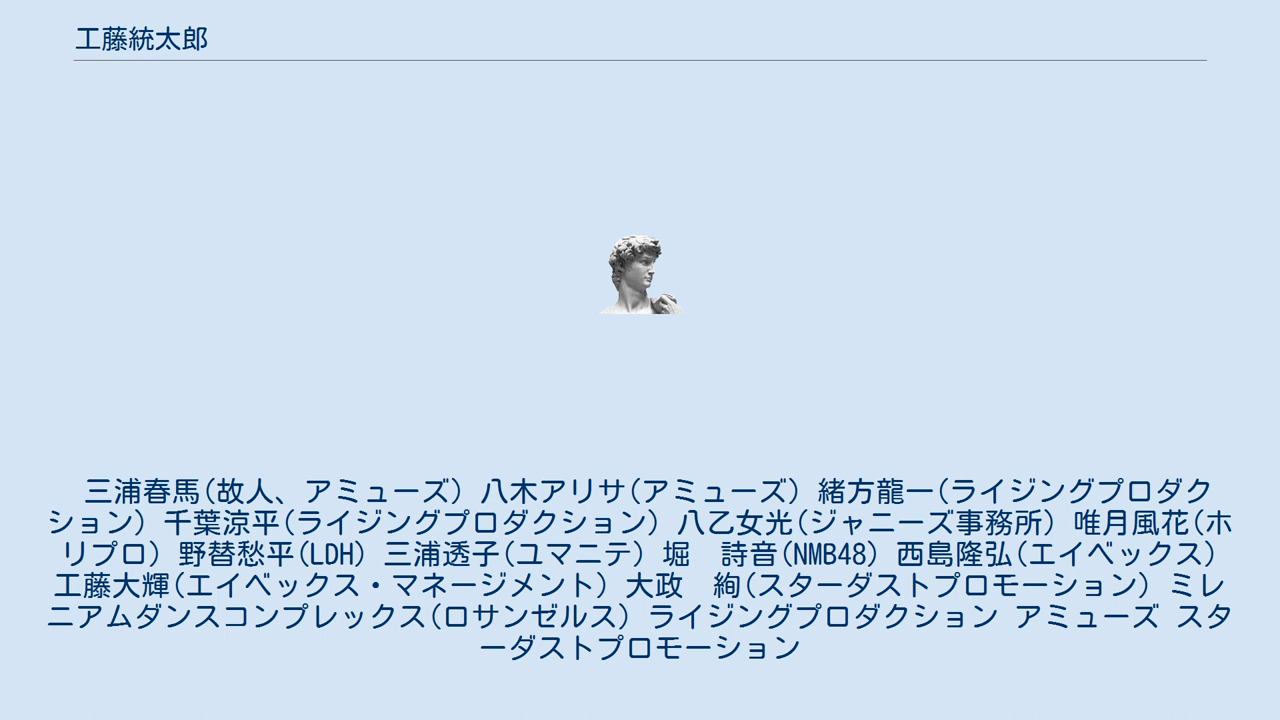 工藤統太郎
三浦春馬(故人、アミューズ) 八木アリサ(アミューズ) 緒方龍一(ライジングプロダク
ション) 千葉涼平(ライジングプロダクション) 八乙女光(ジャニーズ事務所) 唯月風花(ホ
リプロ) 野替愁平(LDH) 三浦透子(ユマニテ) 堀　詩音(NMB48) 西島隆弘(エイベックス)
工藤大輝(エイベックス・マネージメント) 大政　絢(スターダストプロモーション) ミレ
ニアムダンスコンプレックス(ロサンゼルス) ライジングプロダクション アミューズ スタ
ーダストプロモーション